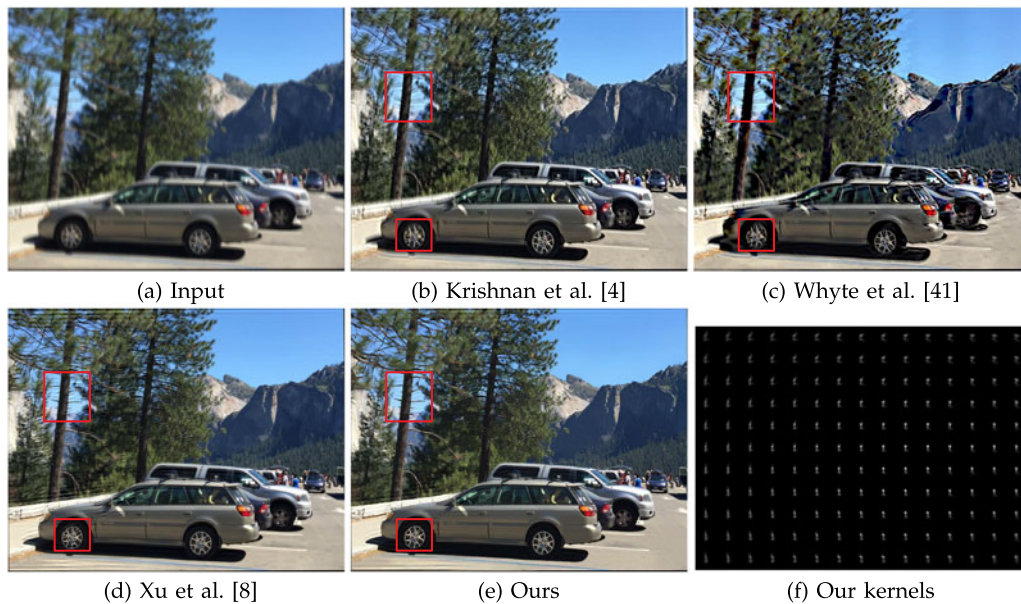 (a) Input
(b) Krishnan et al. [4]
(c) Whyte et al. [41]
(d) Xu et al. [8]
(e) Ours
(f) Our kernels